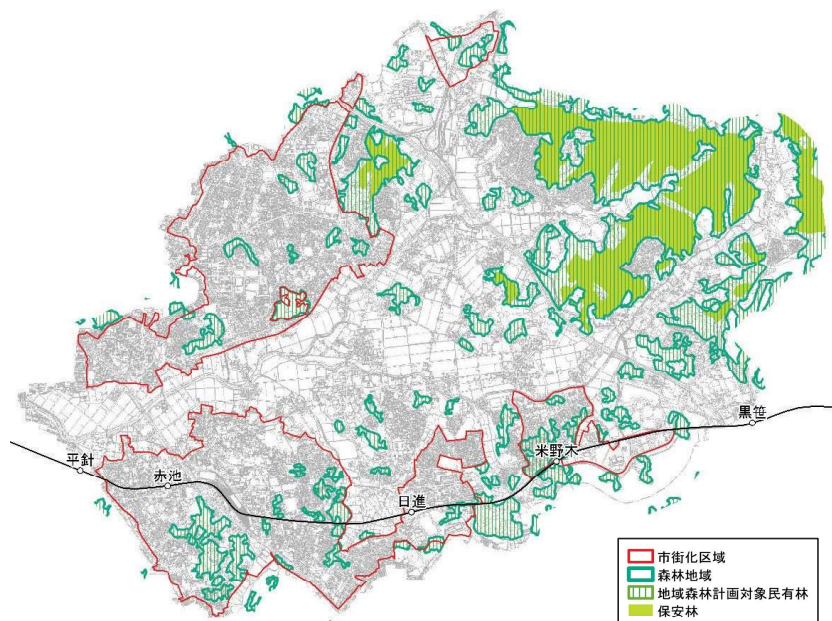 黒笹
米野木
平針
赤池
日進
市街化区域
森林地域
地域森林計画対象民有林
保安林